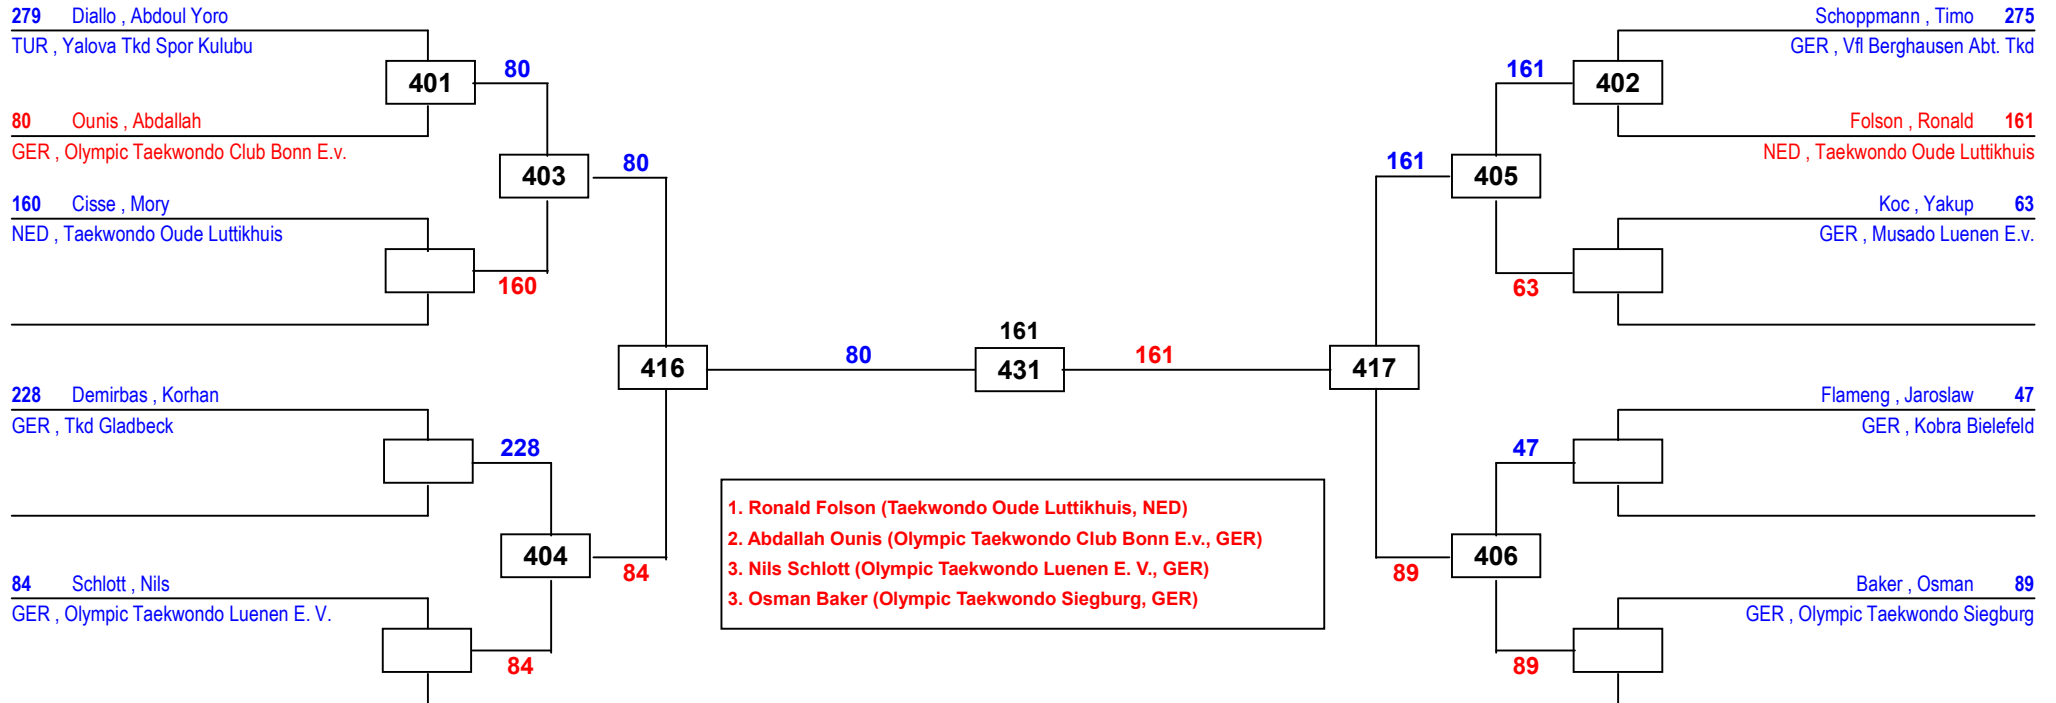 279 Diallo , Abdoul Yoro
TUR , Yalova Tkd Spor Kulubu
401
80
80 Ounis , Abdallah
GER , Olympic Taekwondo Club Bonn E.v.
403
80
160 Cisse , Mory
NED , Taekwondo Oude Luttikhuis
160
416
80
228 Demirbas , Korhan
GER , Tkd Gladbeck
228
404
84
84 Schlott , Nils
GER , Olympic Taekwondo Luenen E. V.
84
161
431
161
1. Ronald Folson (Taekwondo Oude Luttikhuis, NED)
2. Abdallah Ounis (Olympic Taekwondo Club Bonn E.v., GER)
3. Nils Schlott (Olympic Taekwondo Luenen E. V., GER)
3. Osman Baker (Olympic Taekwondo Siegburg, GER)
Schoppmann , Timo 275
GER , Vfl Berghausen Abt. Tkd
161
402
Folson , Ronald 161
NED , Taekwondo Oude Luttikhuis
161
405
Koc , Yakup 63
GER , Musado Luenen E.v.
63
417
Flameng , Jaroslaw 47
GER , Kobra Bielefeld
47
406
89
Baker , Osman 89
GER , Olympic Taekwondo Siegburg
89